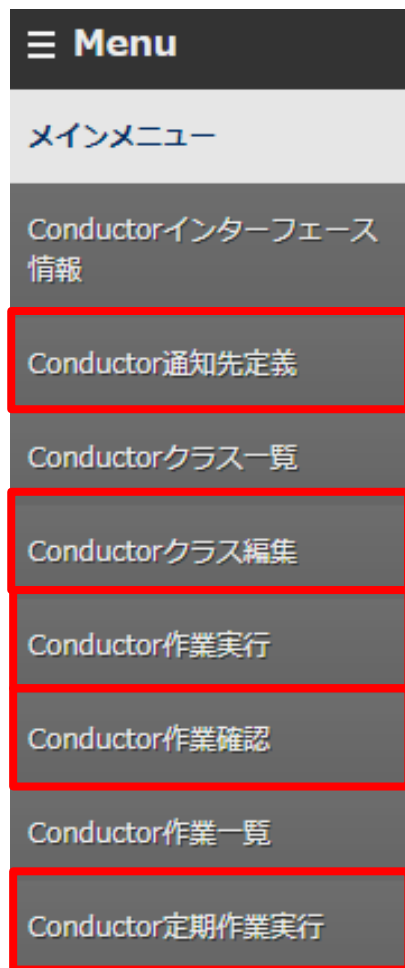 ☰ Menu
メインメニュー
Conductorインターフェース
情報
Conductor通知先定義
Conductorクラス一覧
Conductorクラス編集
Conductor作業実行
Conductor作業確認
Conductor作業一覧
Conductor定期作業実行